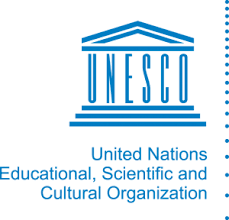 UNESCO
United Nations
Educational, Scientific and
Cultural Organization